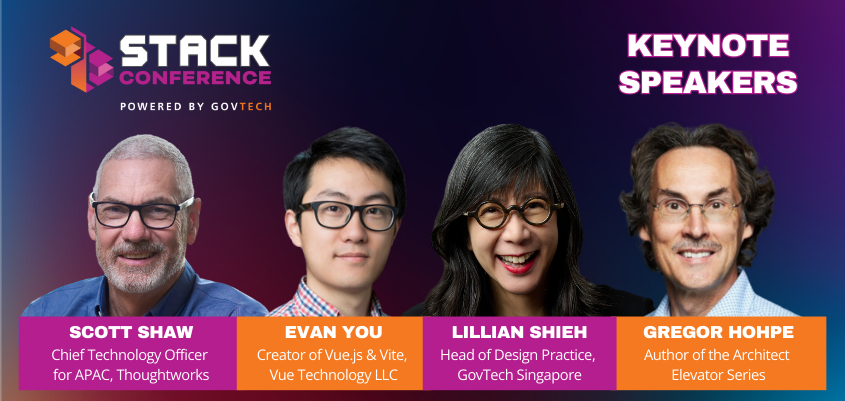 STACK
CONFERENCE
POWERED BY GOVTECH
KEYNOTE
SPEAKERS
SCOTT SHAW
Chief Technology Officer
for APAC, Thoughtworks
EVAN YOU
Creator of Vue.js & Vite,
Vue Technology LLC
LILLIAN SHIEH
Head of Design Practice,
GovTech Singapore
GREGOR HOHPE
Author of the Architect
Elevator Series